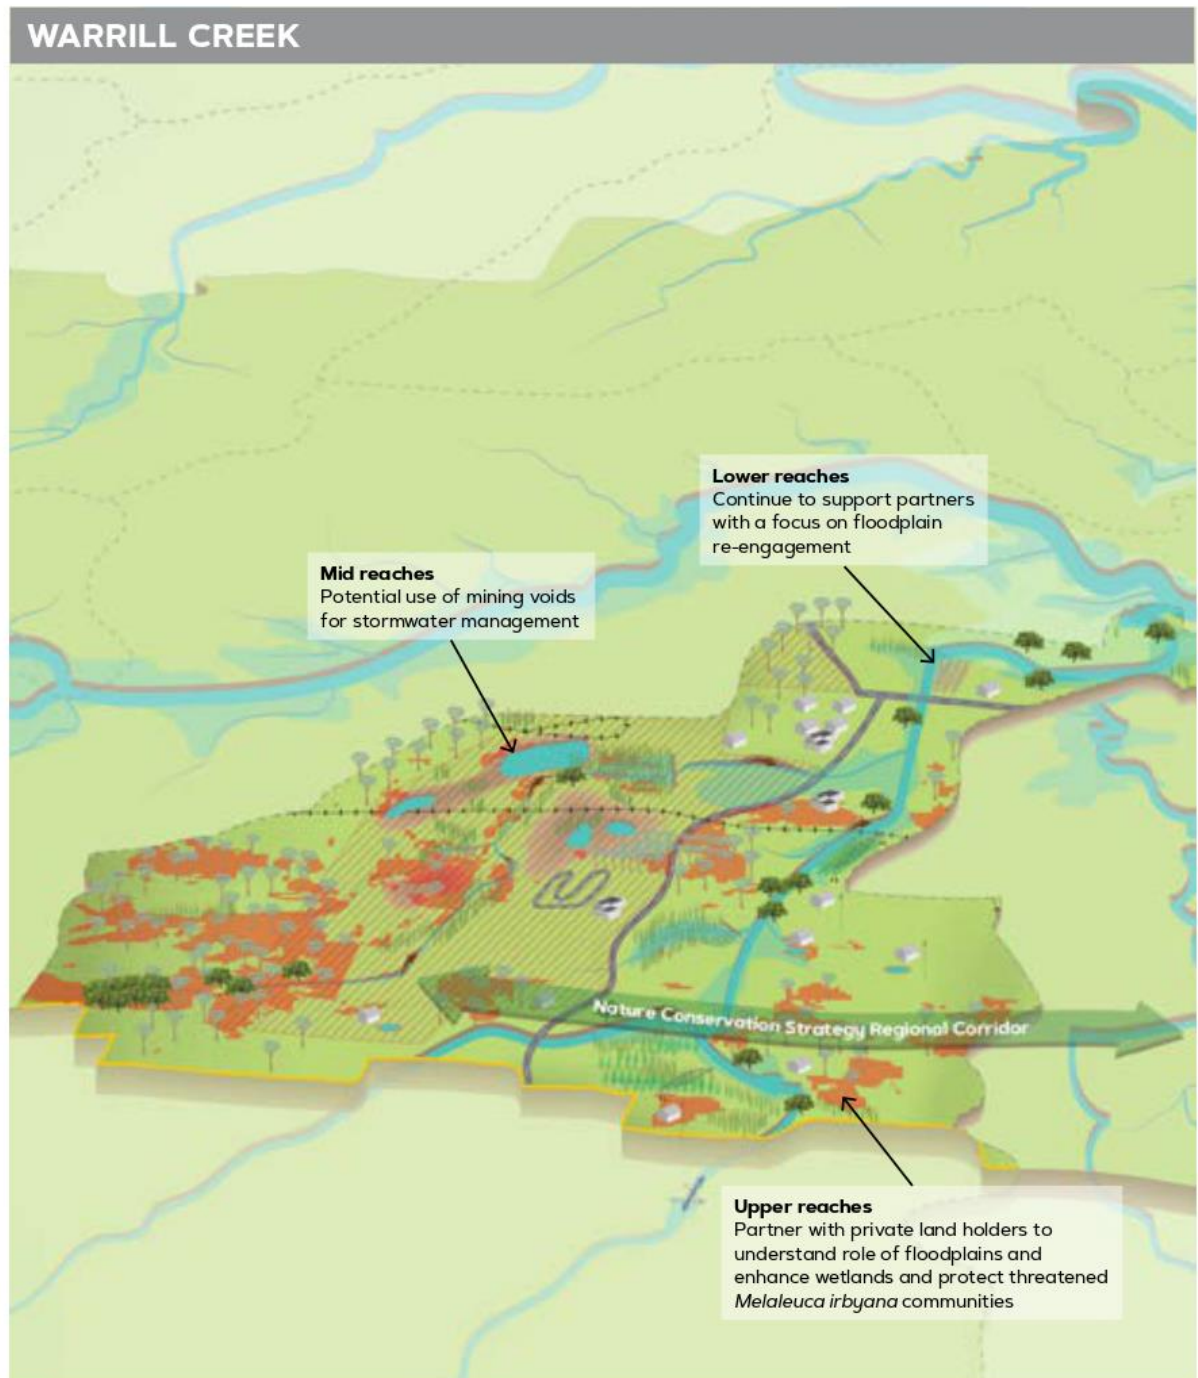 WARRILL CREEK
Lower reaches
Continue to support partners
with a focus on floodplain
re-engagement
Mid reaches
Potential use of mining voids
for stormwater management
Nature Conservation Strategy Regional Corridor
Upper reaches
Partner with private land holders to
understand role of floodplains and
enhance wetlands and protect threatened
Melaleuca irbyana communities